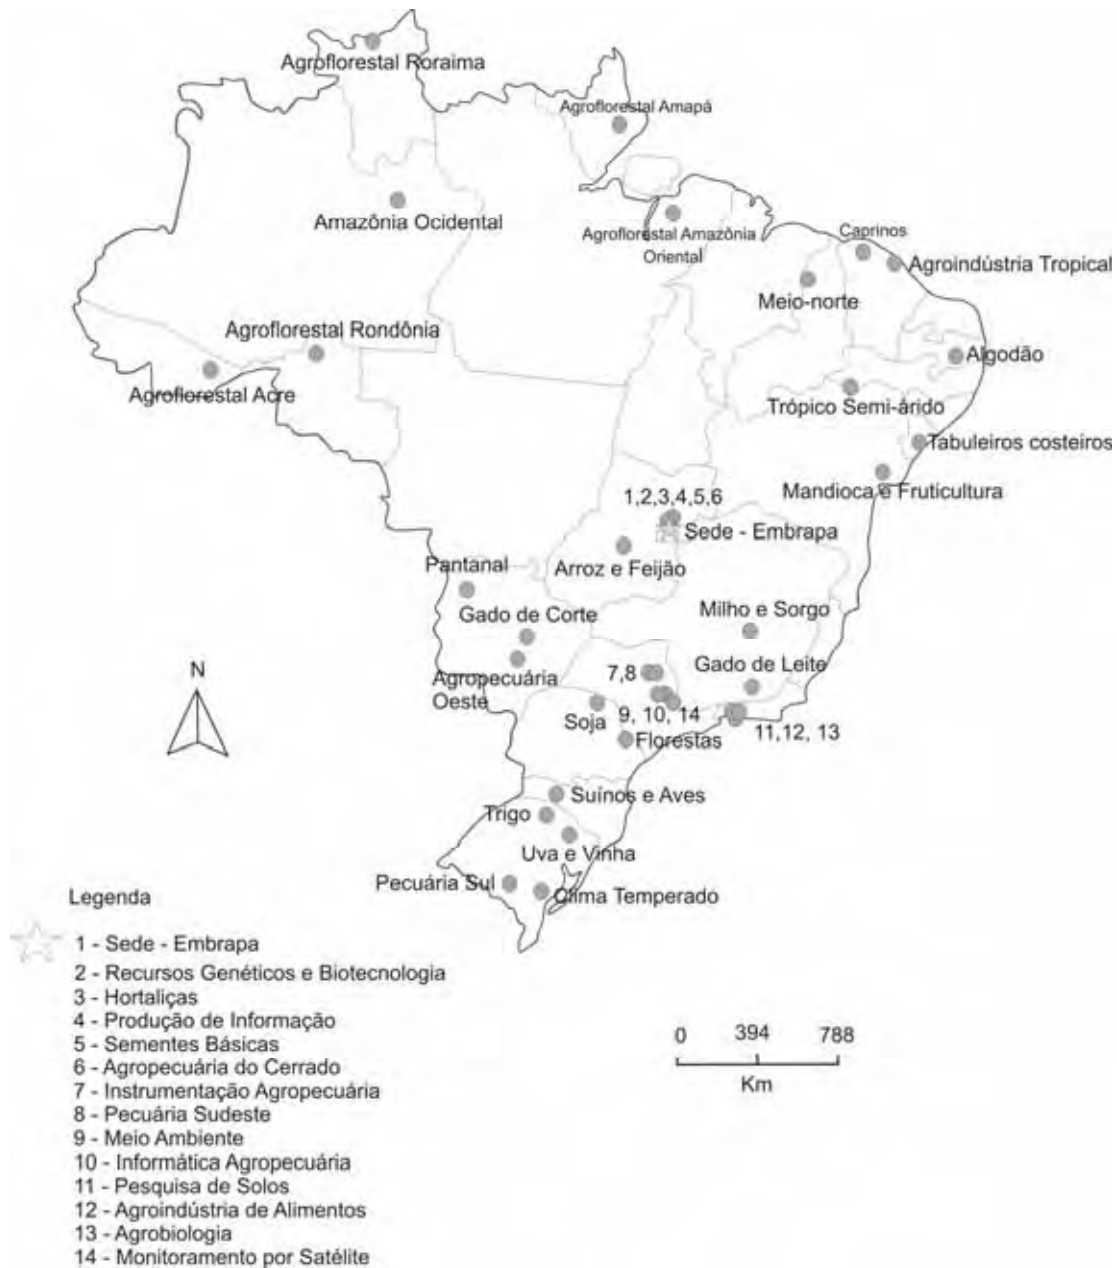 Agroflorestal Roraima
Agroflorestal Amapá
Amazônia Ocidental
Agroflorestal Amazônia
Oriental
Caprinos
Agroindústria Tropical
Meio-norte
Agroflorestal Rondônia
Algodão
Agroflorestal Acre
Trópico Semi-árido
Tabuleiros costeiros
Mandioca e Fruticultura
1,2,3,4,5,6
Sede - Embrapa
Arroz e Feijão
Pantanal
Gado de Corte
Milho e Sorgo
Gado de Leite
7,8
Agropecuária
Oeste
N
Soja
9, 10, 14
11,12, 13
Florestas
Suínos e Aves
Trigo
Uva e Vinha
Pecuária Sul
Clima Temperado
Legenda
1 - Sede - Embrapa
2 - Recursos Genéticos e Biotecnologia
3 - Hortaliças
4 - Produção de Informação
5 - Sementes Básicas
6 - Agropecuária do Cerrado
7 - Instrumentação Agropecuária
8 - Pecuária Sudeste
9 - Meio Ambiente
10 - Informática Agropecuária
11 - Pesquisa de Solos
12 - Agroindústria de Alimentos
13 - Agrobiologia
14 - Monitoramento por Satélite
0 394 788
Km